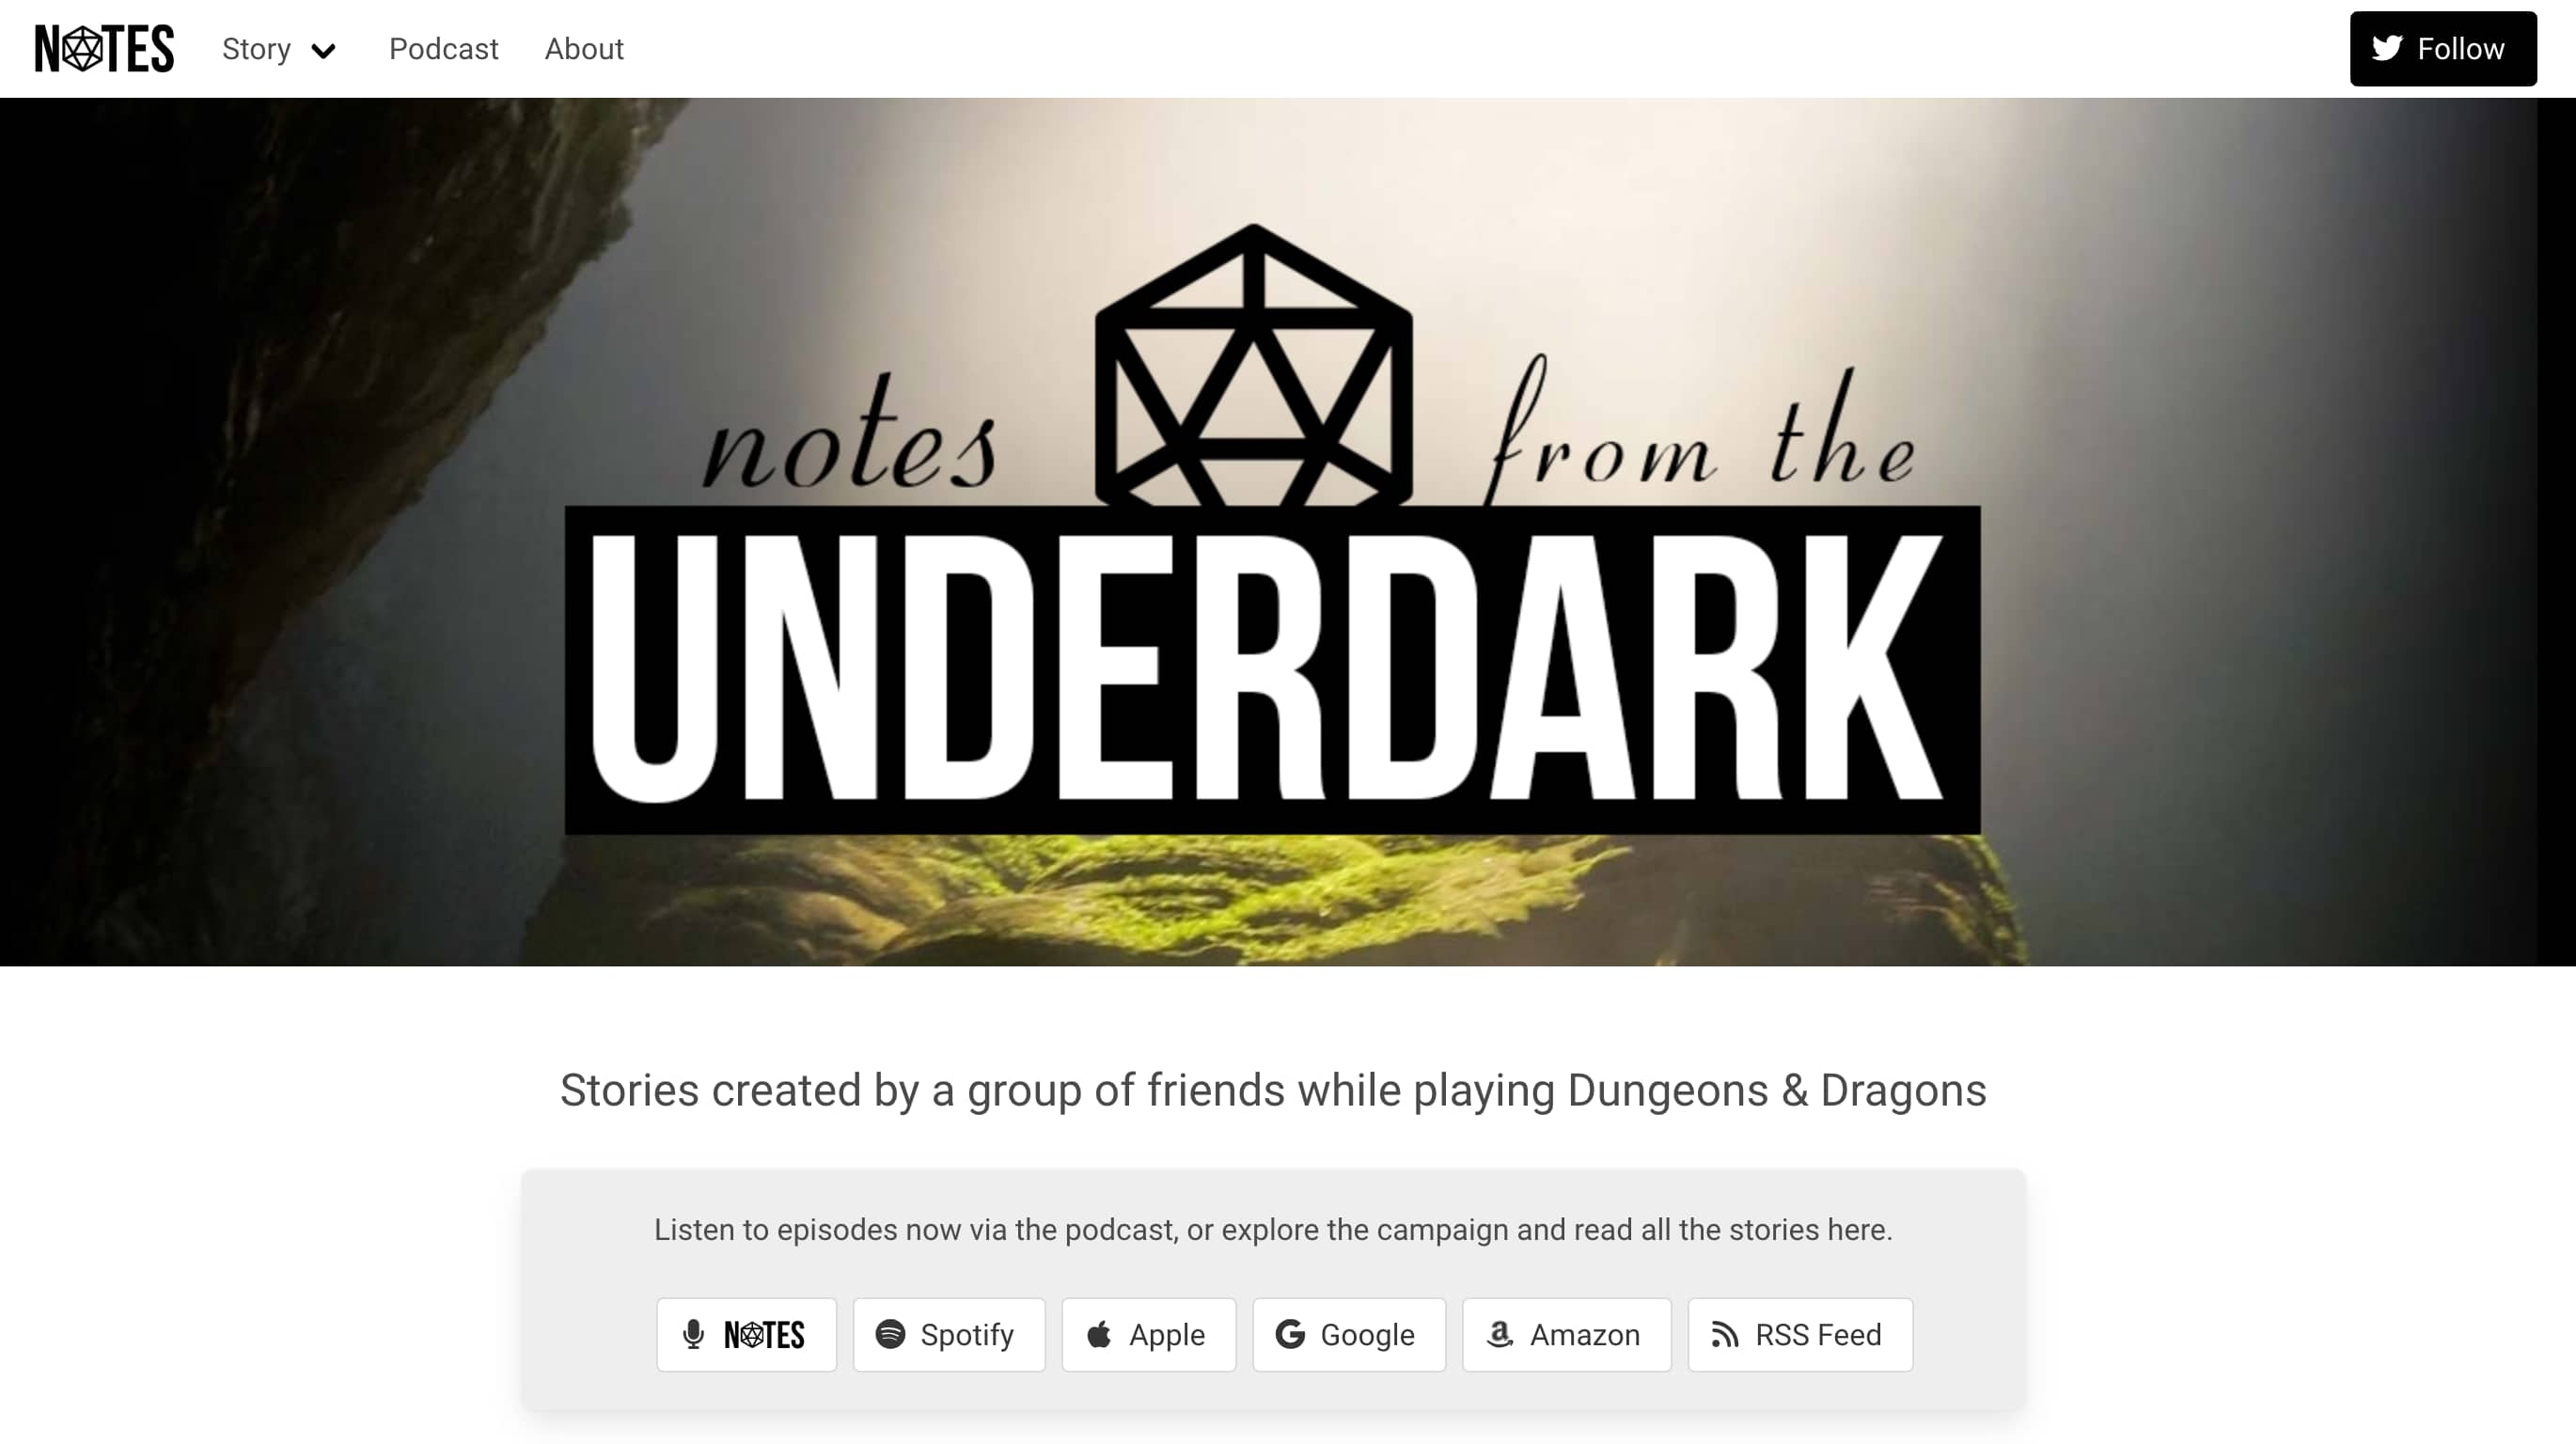 NOTES Story Podcast About Follow
notes from the
UNDERDARK
Stories created by a group of friends while playing Dungeons & Dragons
Listen to episodes now via the podcast, or explore the campaign and read all the stories here.
NOTES Spotify Apple Google Amazon RSS Feed